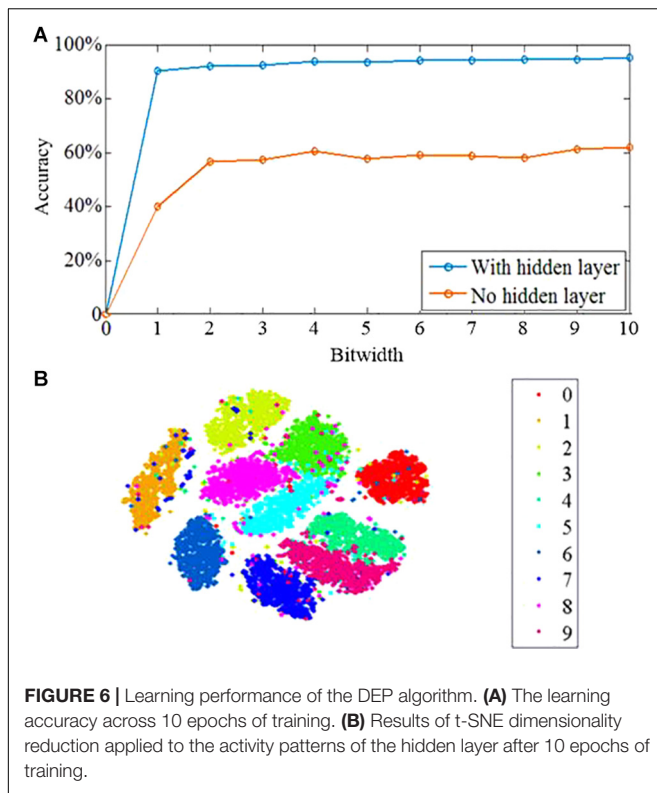 A
100%
80%
60%
40%
20%
0
Accuracy
With hidden layer
No hidden layer
0 1 2 3 4 5 6 7 8 9 10
Bitwidth
B
0
1
2
3
4
5
6
7
8
9
FIGURE 6 | Learning performance of the DEP algorithm. (A) The learning
accuracy across 10 epochs of training. (B) Results of t-SNE dimensionality
reduction applied to the activity patterns of the hidden layer after 10 epochs of
training.